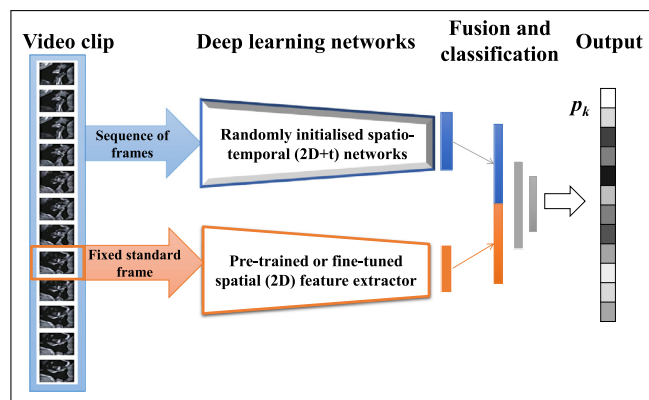 Video clip
Deep learning networks
Fusion and
classification
Output
Sequence of
frames
Randomly initialised spatio-
temporal (2D+t) networks
Fixed standard
frame
Pre-trained or fine-tuned
spatial (2D) feature extractor
pk